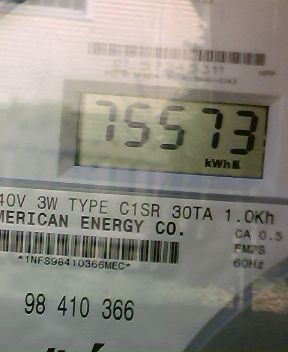 75573
kWh
40V 3W TYPE C1SR 30TA 1.0Kh
MERICAN ENERGY CO.
CA 0.5
*1NFS98410366MEC*
FM2S
60Hz
98 410 366